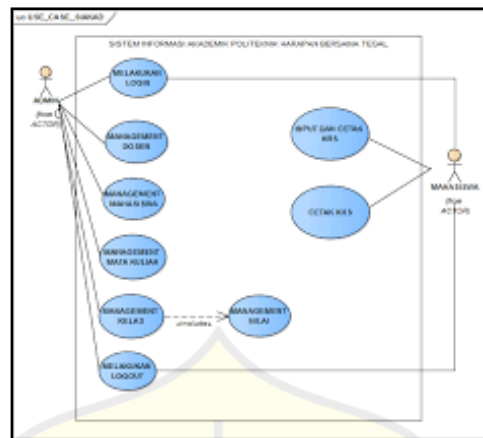 uc USE_CASE_SIAKAD
SISTEM INFORMASI AKADEMIK POLITEKNIK HARAPAN BERSAMA TEGAL
MELAKUKAN
LOGIN
ADMIN
(from
ACTOR)
MANAGEMENT
DOSEN
INPUT DAN CETAK
KRS
MAHASISWA
(from
ACTOR)
MANAGEMENT
MAHASISWA
CETAK KHS
MANAGEMENT
MATA KULIAH
MANAGEMENT
KELAS
«include»
MANAGEMENT
NILAI
MELAKUKAN
LOGOUT